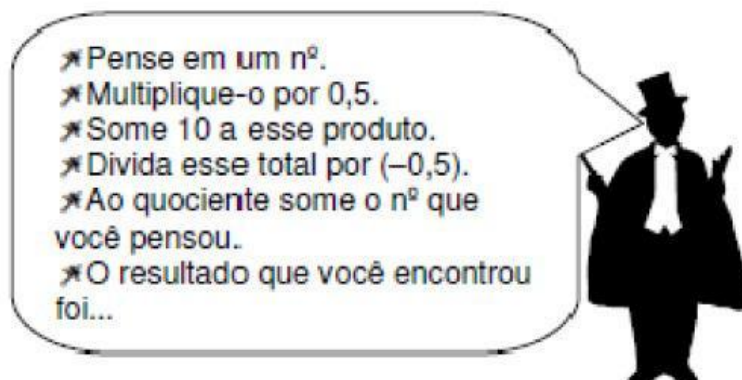 Pense em um nº.
Multiplique-o por 0,5.
Some 10 a esse produto.
Divida esse total por (–0,5).
Ao quociente some o nº que
você pensou.
O resultado que você encontrou
foi...